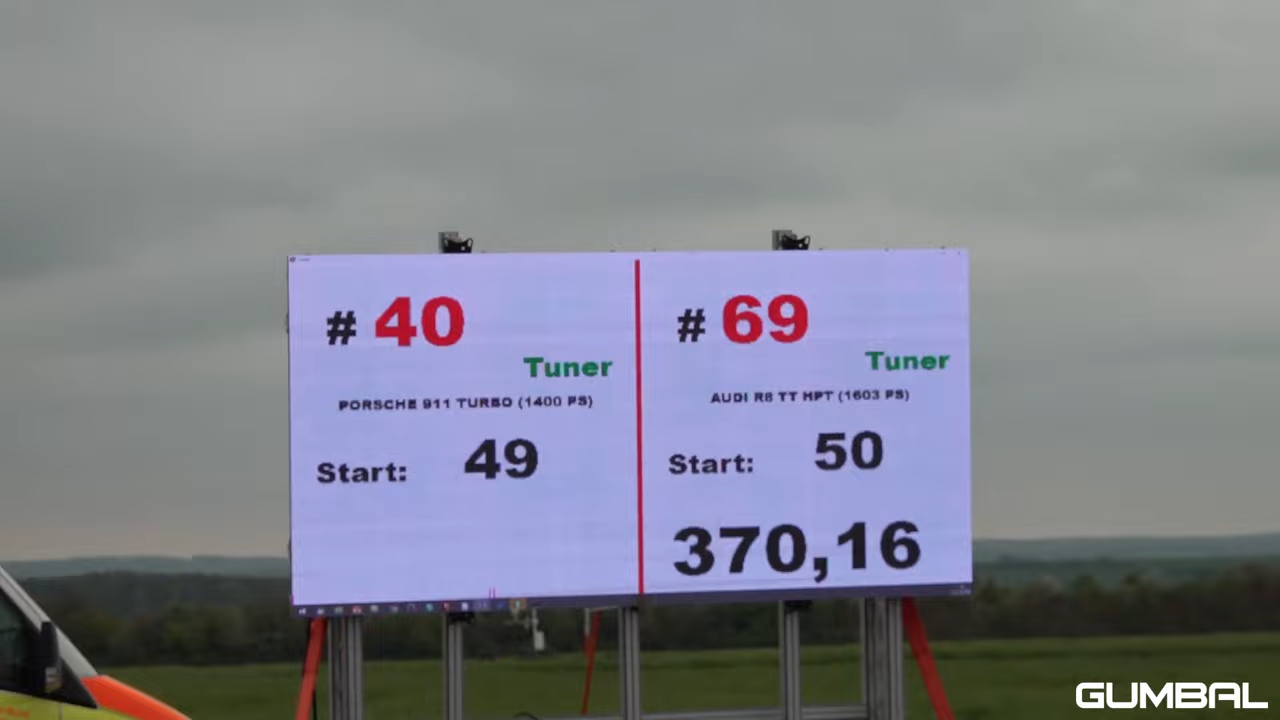 # 40
Tuner
PORSCHE 911 TURBO (1400 PS)
Start: 49
# 69
Tuner
AUDI R8 TT HPT (1603 PS)
Start: 50
370,16
GUMBAL